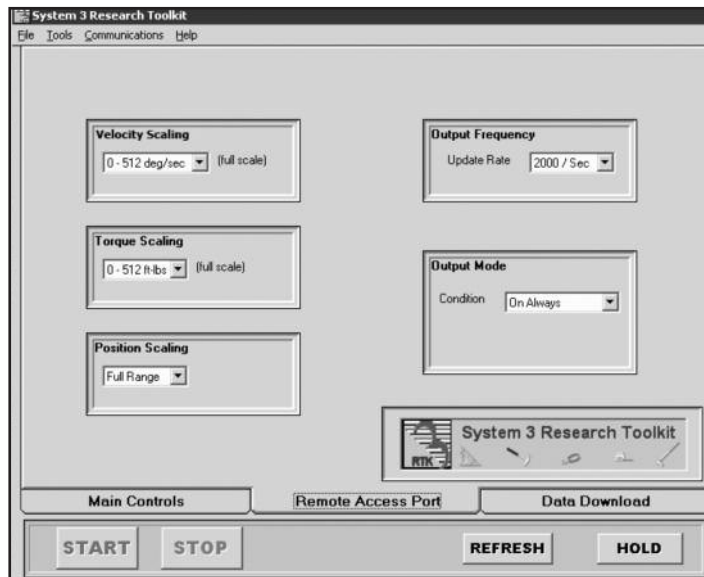 System 3 Research Toolkit
File Tools Communications Help
Velocity Scaling
0 - 512 deg/sec (full scale)
Torque Scaling
0 - 512 ft-lbs (full scale)
Position Scaling
Full Range
Output Frequency
Update Rate 2000 / Sec
Output Mode
Condition On Always
RTK
System 3 Research Toolkit
Main Controls Remote Access Port Data Download
START STOP REFRESH HOLD